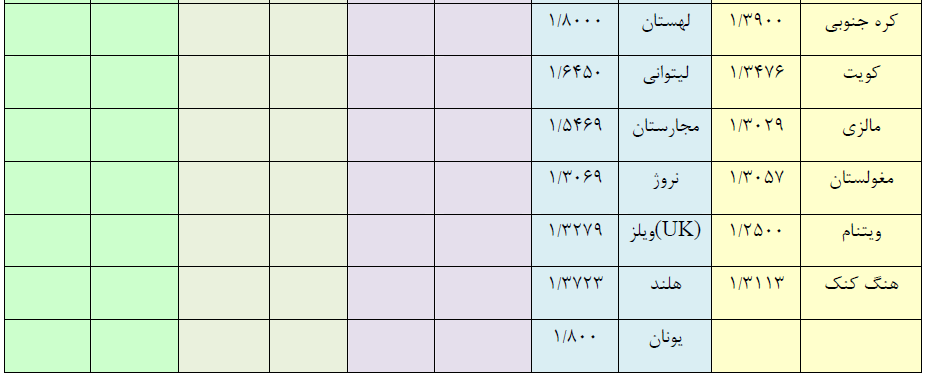 کره جنوبی ۱/۳۹۰۰ لهستان ۱/۸۰۰۰
کویت ۱/۳۴۷۶ لیتوانی ۱/۶۴۵۰
مالزی ۱/۳۰۲۹ مجارستان ۱/۵۴۶۹
مغولستان ۱/۳۰۵۷ نروژ ۱/۳۰۶۹
ویتنام ۱/۲۵۰۰ ویلز(UK) ۱/۳۲۷۹
هنگ کنک ۱/۳۱۱۳ هلند ۱/۳۷۲۳
یونان ۱/۸۰۰